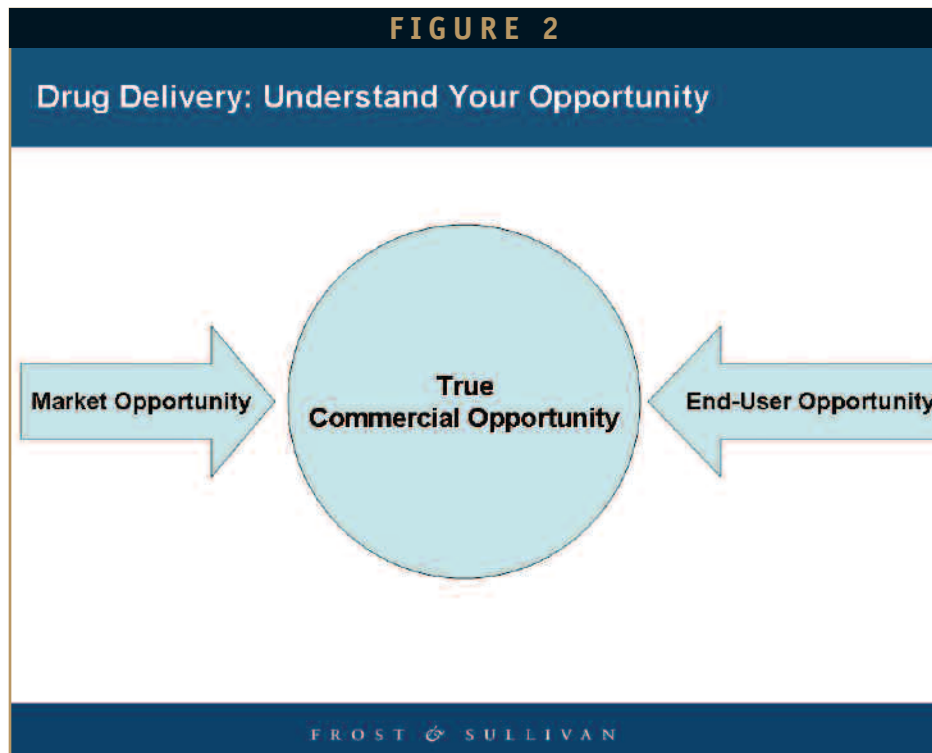 FIGURE 2
Drug Delivery: Understand Your Opportunity
Market Opportunity
True
Commercial Opportunity
End-User Opportunity
FROST & SULLIVAN